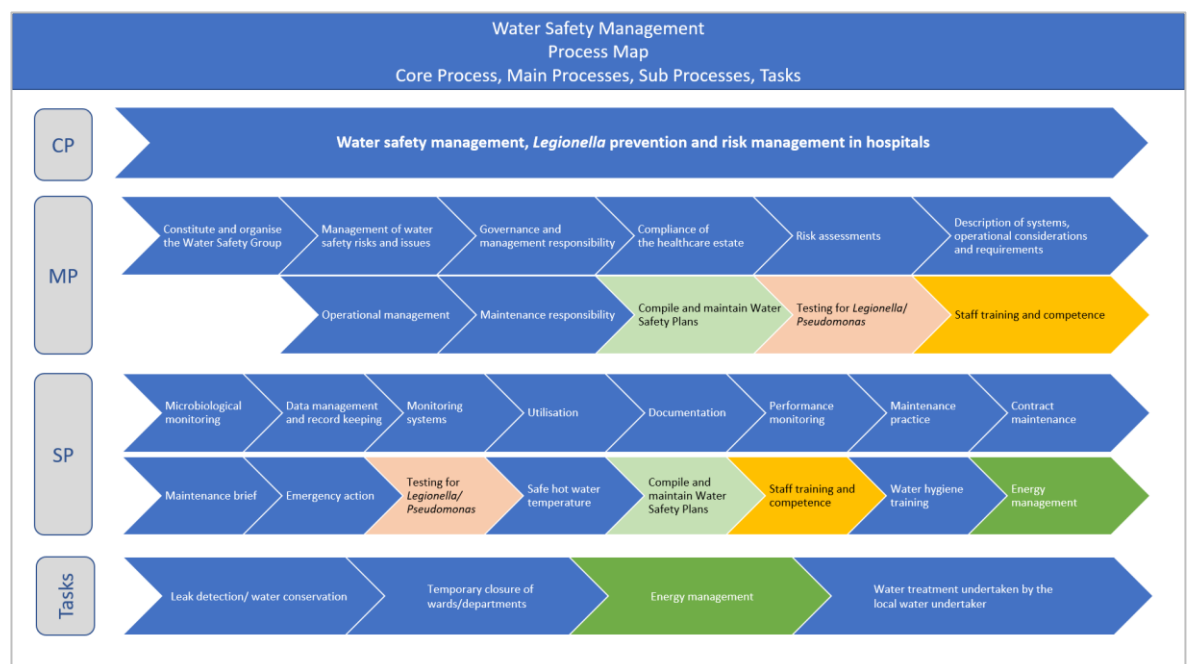 Water Safety Management
Process Map
Core Process, Main Processes, Sub Processes, Tasks
CP
Water safety management, Legionella prevention and risk management in hospitals
MP
Constitute and organise
the Water Safety Group
Management of water
safety risks and issues
Governance and
management responsibility
Compliance of
the healthcare estate
Risk assessments
Description of systems,
operational considerations
and requirements
Operational management
Maintenance responsibility
Compile and maintain Water
Safety Plans
Testing for Legionella/
Pseudomonas
Staff training and competence
SP
Microbiological
monitoring
Data management
and record keeping
Monitoring
systems
Utilisation
Documentation
Performance
monitoring
Maintenance
practice
Contract
maintenance
Maintenance brief
Emergency action
Testing for
Legionella/
Pseudomonas
Safe hot water
temperature
Compile and
maintain Water
Safety Plans
Staff training and
competence
Water hygiene
training
Energy
management
Tasks
Leak detection/ water conservation
Temporary closure of
wards/departments
Energy management
Water treatment undertaken by the
local water undertaker